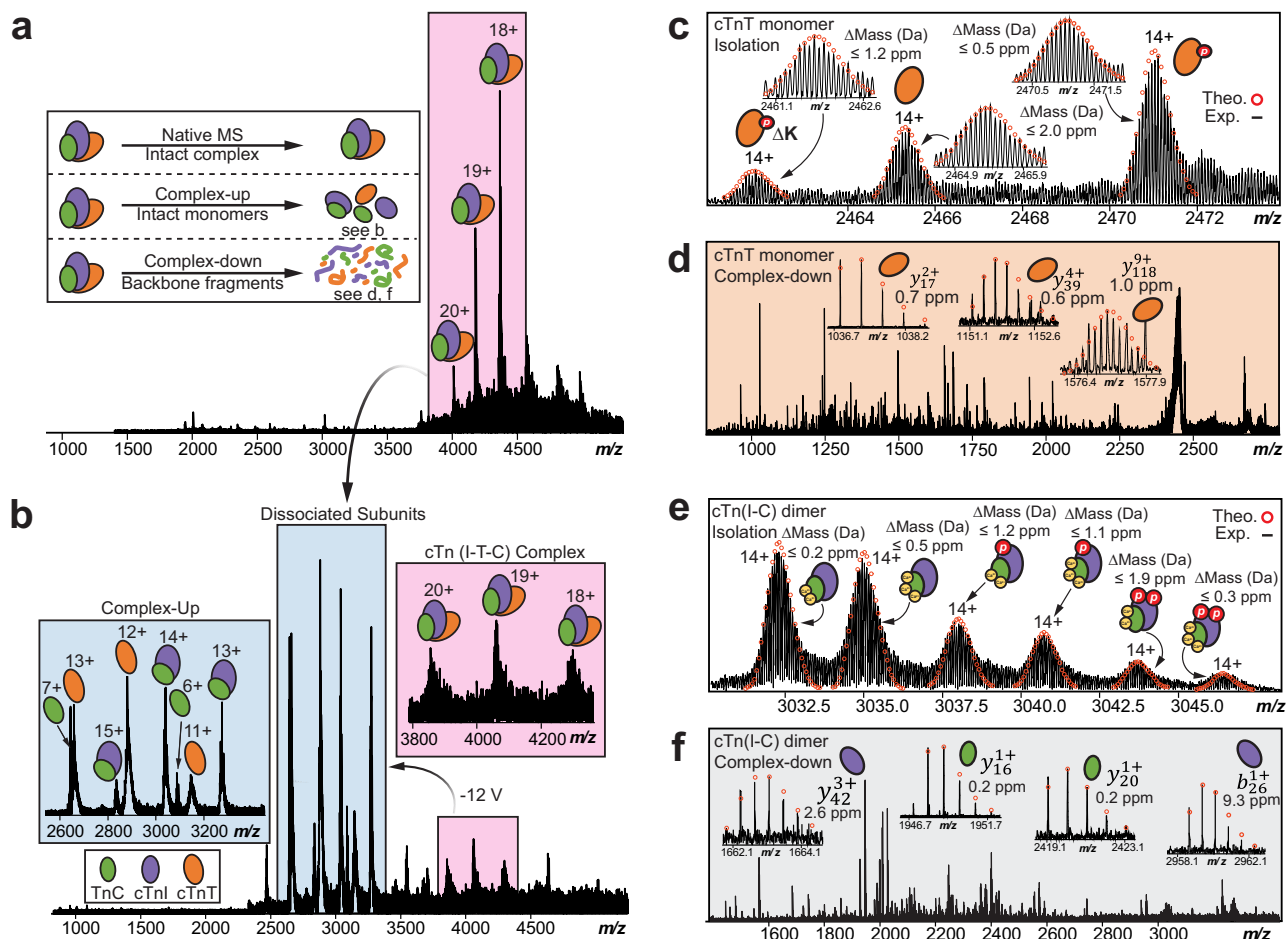 a
18+
19+
20+
Native MS
Intact complex
Complex-up
Intact monomers
see b
Complex-down
Backbone fragments
see d, f
1000 1500 2000 2500 3000 3500 4000 4500 m/z
b
Dissociated Subunits
Complex-Up
7+
13+
15+
12+
14+
6+
11+
13+
2600 2800 3000 3200 m/z
cTn (I-T-C) Complex
20+
19+
18+
3800 4000 4200 m/z
-12 V
TnC cTnI cTnT
1000 1500 2000 2500 3000 3500 4000 4500 m/z
c
cTnT monomer
Isolation
ΔMass (Da)
≤ 1.2 ppm
2461.1 m/z 2462.6
p
ΔK
14+
14+
ΔMass (Da)
≤ 2.0 ppm
2464.9 m/z 2465.9
ΔMass (Da)
≤ 0.5 ppm
2470.5 m/z 2471.5
14+
p
Theo.
Exp.
2464 2466 2468 2470 2472 m/z
d
cTnT monomer
Complex-down
y17 2+
0.7 ppm
1036.7 m/z 1038.2
y39 4+
0.6 ppm
1151.1 m/z 1152.6
y118 9+
1.0 ppm
1576.4 m/z 1577.9
1000 1250 1500 1750 2000 2250 2500 m/z
e
cTn(I-C) dimer
Isolation
14+
ΔMass (Da)
≤ 0.2 ppm
14+
ΔMass (Da)
≤ 0.5 ppm
14+
ΔMass (Da)
≤ 1.2 ppm
p
14+
ΔMass (Da)
≤ 1.1 ppm
p
14+
ΔMass (Da)
≤ 1.9 ppm
p p
14+
ΔMass (Da)
≤ 0.3 ppm
p p
Theo.
Exp.
3032.5 3035.0 3037.5 3040.0 3042.5 3045.0 m/z
f
cTn(I-C) dimer
Complex-down
y42 3+
2.6 ppm
1662.1 m/z 1664.1
y16 1+
0.2 ppm
1946.7 m/z 1951.7
y20 1+
0.2 ppm
2419.1 m/z 2423.1
b26 1+
9.3 ppm
2958.1 m/z 2962.1
1600 1800 2000 2200 2400 2600 2800 3000 m/z